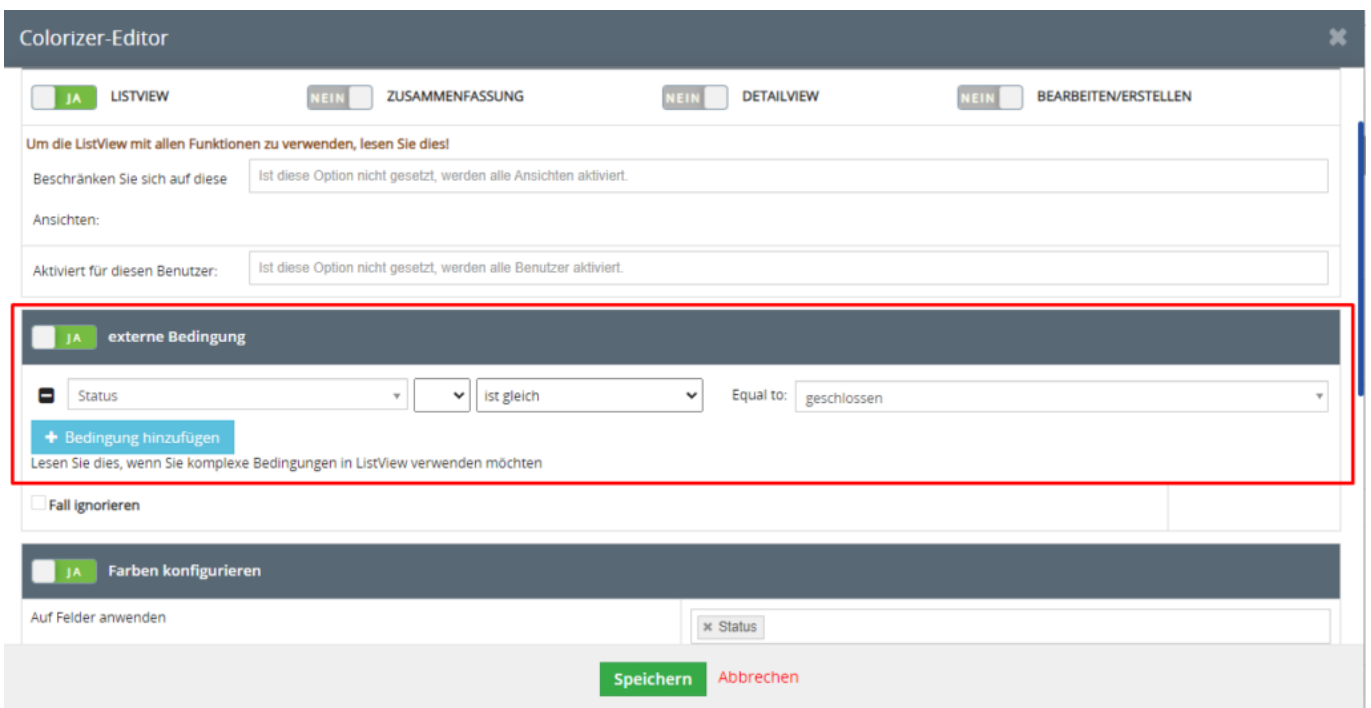 Colorizer-Editor
JA LISTVIEW NEIN ZUSAMMENFASSUNG NEIN DETAILVIEW NEIN BEARBEITEN/ERSTELLEN
Um die ListView mit allen Funktionen zu verwenden, lesen Sie dies!
Beschränken Sie sich auf diese Ist diese Option nicht gesetzt, werden alle Ansichten aktiviert.
Ansichten:
Aktiviert für diesen Benutzer: Ist diese Option nicht gesetzt, werden alle Benutzer aktiviert.
JA externe Bedingung
Status ist gleich Equal to: geschlossen
+ Bedingung hinzufügen
Lesen Sie dies, wenn Sie komplexe Bedingungen in ListView verwenden möchten
Fall ignorieren
JA Farben konfigurieren
Auf Felder anwenden × Status
Speichern Abbrechen